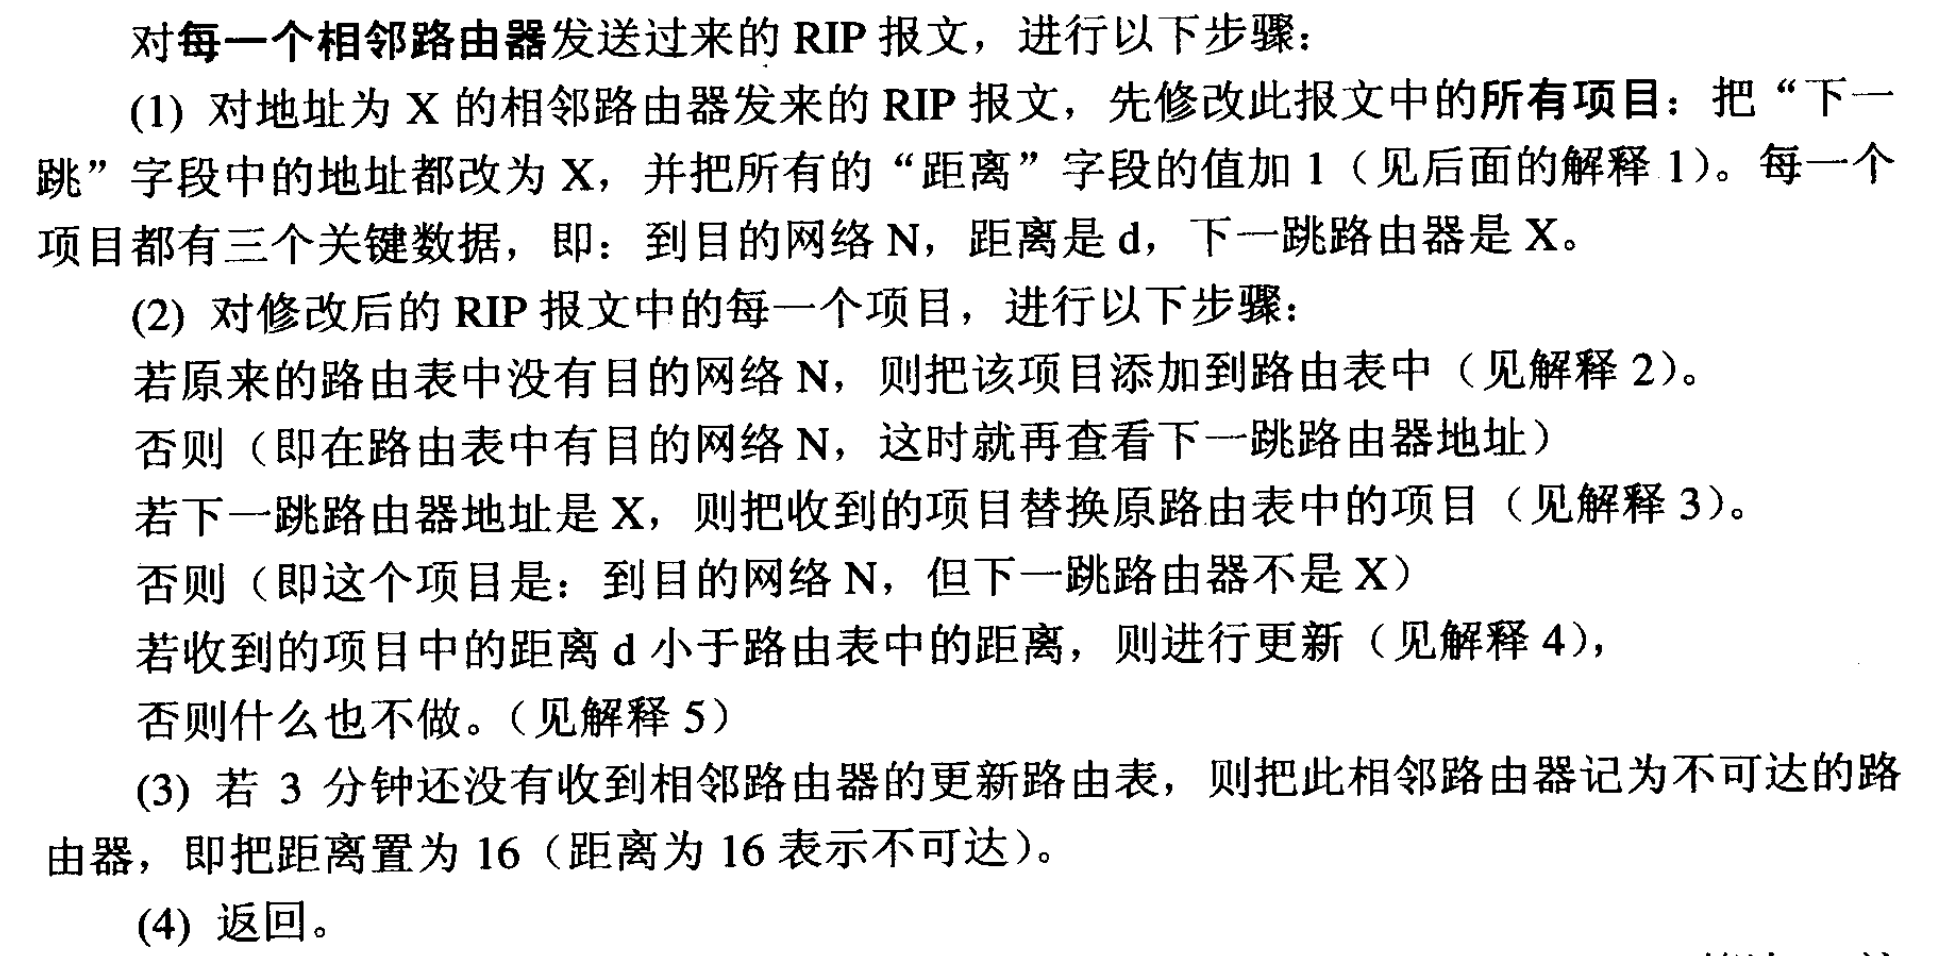 对每一个相邻路由器发送过来的 RIP 报文，进行以下步骤：
(1) 对地址为 X 的相邻路由器发来的 RIP 报文，先修改此报文中的所有项目：把“下一
跳”字段中的地址都改为 X，并把所有的“距离”字段的值加 1（见后面的解释 1）。每一个
项目都有三个关键数据，即：到目的网络 N，距离是 d，下一跳路由器是 X。
(2) 对修改后的 RIP 报文中的每一个项目，进行以下步骤：
若原来的路由表中没有目的网络 N，则把该项目添加到路由表中（见解释 2）。
否则（即在路由表中有目的网络 N，这时就再查看下一跳路由器地址）
若下一跳路由器地址是 X，则把收到的项目替换原路由表中的项目（见解释 3）。
否则（即这个项目是：到目的网络 N，但下一跳路由器不是 X）
若收到的项目中的距离 d 小于路由表中的距离，则进行更新（见解释 4），
否则什么也不做。（见解释 5）
(3) 若 3 分钟还没有收到相邻路由器的更新路由表，则把此相邻路由器记为不可达的路
由器，即把距离置为 16（距离为 16 表示不可达）。
(4) 返回。